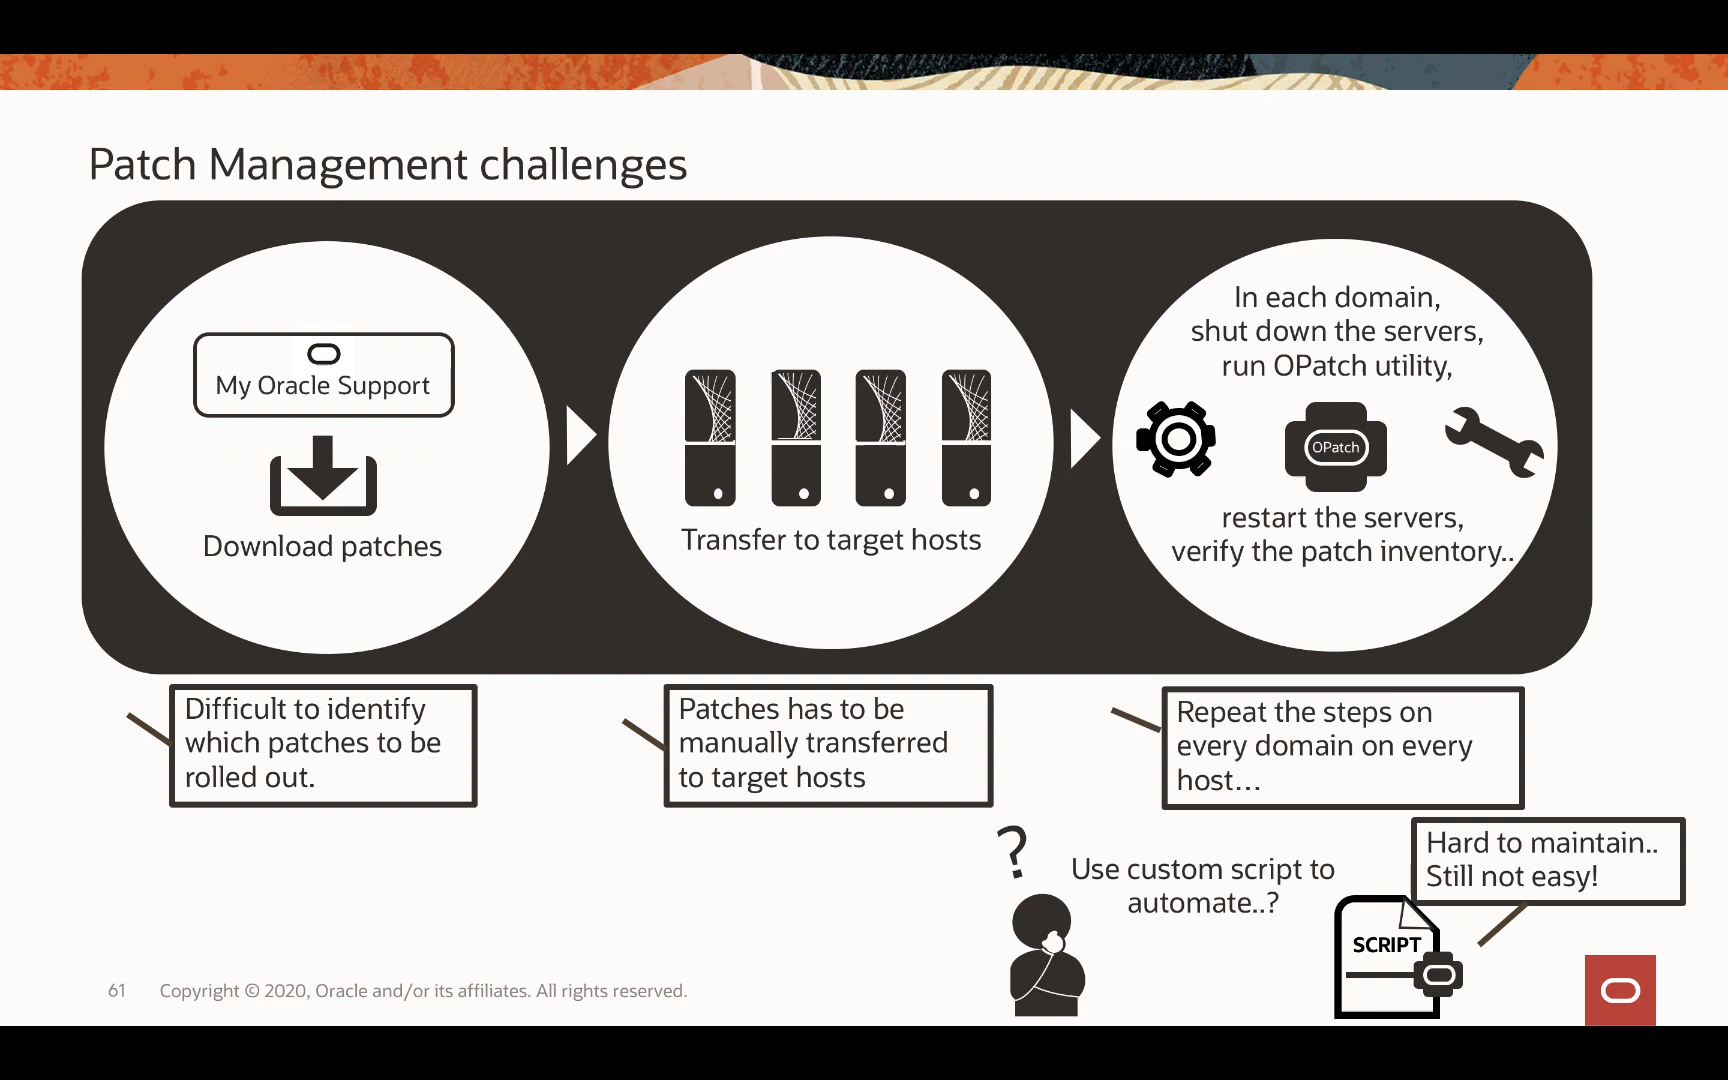 Patch Management challenges
My Oracle Support
Download patches
Transfer to target hosts
In each domain,
shut down the servers,
run OPatch utility,
OPatch
restart the servers,
verify the patch inventory..
Difficult to identify
which patches to be
rolled out.
Patches has to be
manually transferred
to target hosts
Repeat the steps on
every domain on every
host...
?
Use custom script to
automate..?
Hard to maintain..
Still not easy!
SCRIPT
61
Copyright © 2020, Oracle and/or its affiliates. All rights reserved.